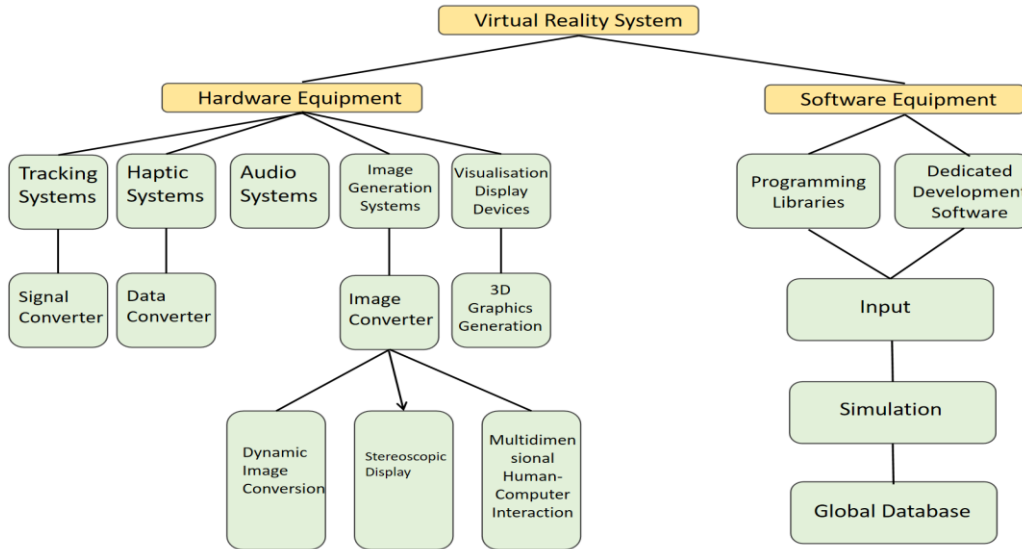 Virtual Reality System
Hardware Equipment
Software Equipment
Tracking
Systems
Haptic
Systems
Audio
Systems
Image
Generation
Systems
Visualisation
Display
Devices
Programming
Libraries
Dedicated
Development
Software
Signal
Converter
Data
Converter
Image
Converter
3D
Graphics
Generation
Input
Simulation
Dynamic
Image
Conversion
Stereoscopic
Display
Multidimen
sional
Human-
Computer
Interaction
Global Database